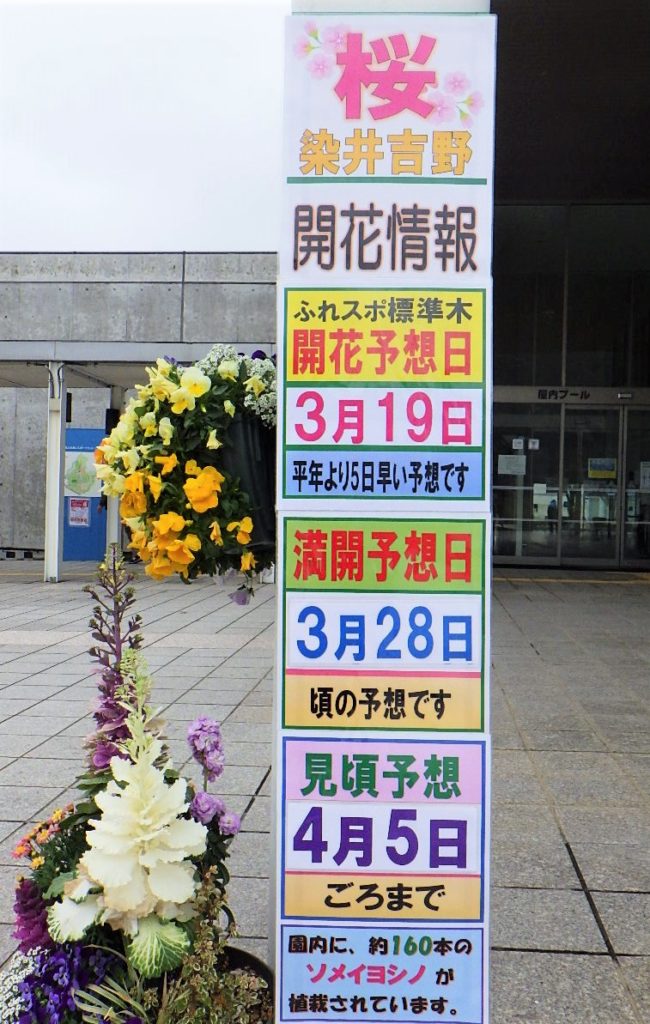 桜
染井吉野
開花情報
ふれスポ標準木
開花予想日
3月19日
平年より5日早い予想です
満開予想日
3月28日
頃の予想です
見頃予想
4月5日
ごろまで
園内に、約160本の
ソメイヨシノが
植栽されています。
屋内プール